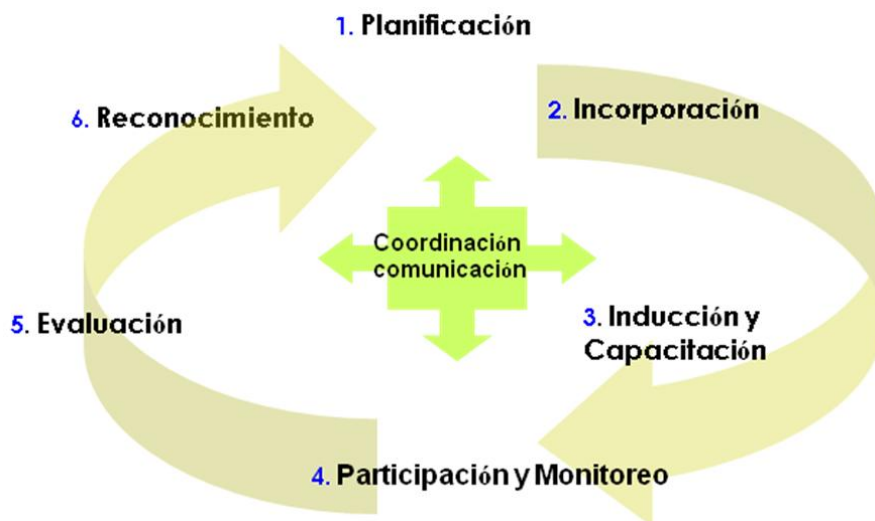 1. Planificación
2. Incorporación
6. Reconocimiento
Coordinación
comunicación
3. Inducción y
Capacitación
5. Evaluación
4. Participación y Monitoreo